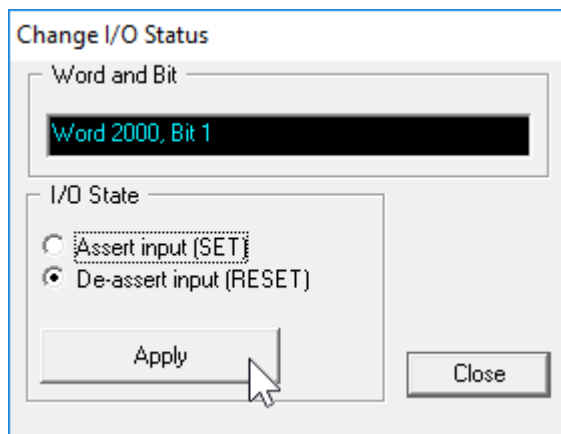 Change I/O Status
Word and Bit
Word 2000, Bit 1
I/O State
Assert input (SET)
De-assert input (RESET)
Apply
Close